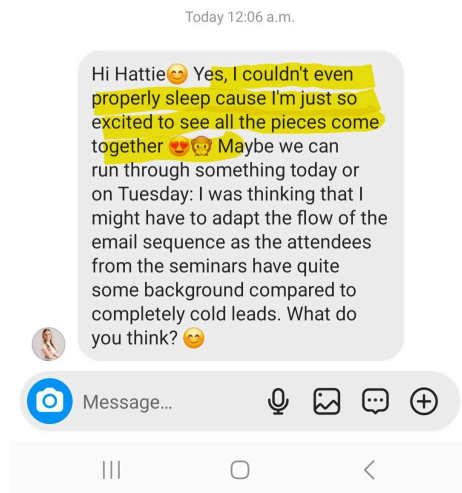 Today 12:06 a.m.
Hi Hattie😊 Yes, I couldn't even
properly sleep cause I'm just so
excited to see all the pieces come
together 😍🙊 Maybe we can
run through something today or
on Tuesday: I was thinking that I
might have to adapt the flow of the
email sequence as the attendees
from the seminars have quite
some background compared to
completely cold leads. What do
you think? 😊
Message...